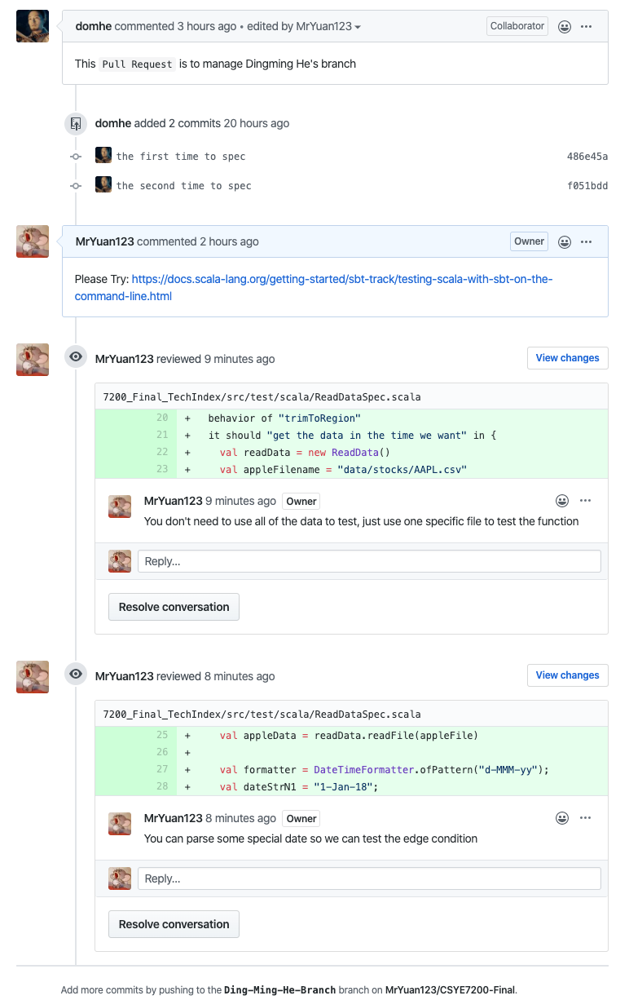 domhe commented 3 hours ago • edited by MrYuan123
Collaborator
This Pull Request is to manage Dingming He's branch
domhe added 2 commits 20 hours ago
the first time to spec 486e45a
the second time to spec f051bdd
MrYuan123 commented 2 hours ago
Owner
Please Try: https://docs.scala-lang.org/getting-started/sbt-track/testing-scala-with-sbt-on-the-
command-line.html
MrYuan123 reviewed 9 minutes ago
View changes
7200_Final_TechIndex/src/test/scala/ReadDataSpec.scala
20 + behavior of "trimToRegion"
21 + it should "get the data in the time we want" in {
22 + val readData = new ReadData()
23 + val appleFilename = "data/stocks/AAPL.csv"
MrYuan123 9 minutes ago Owner
You don't need to use all of the data to test, just use one specific file to test the function
Reply...
Resolve conversation
MrYuan123 reviewed 8 minutes ago
View changes
7200_Final_TechIndex/src/test/scala/ReadDataSpec.scala
25 + val appleData = readData.readFile(appleFile)
26 +
27 + val formatter = DateTimeFormatter.ofPattern("d-MMM-yy");
28 + val dateStrN1 = "1-Jan-18";
MrYuan123 8 minutes ago Owner
You can parse some special date so we can test the edge condition
Reply...
Resolve conversation
Add more commits by pushing to the Ding-Ming-He-Branch branch on MrYuan123/CSYE7200-Final.